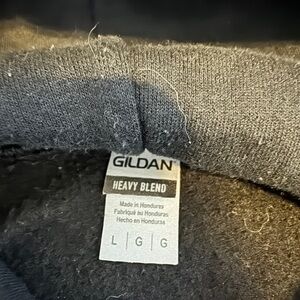 GILDAN
HEAVY BLEND
Made in Honduras
Fabriqué au Honduras
Hecho en Honduras
L | G | G